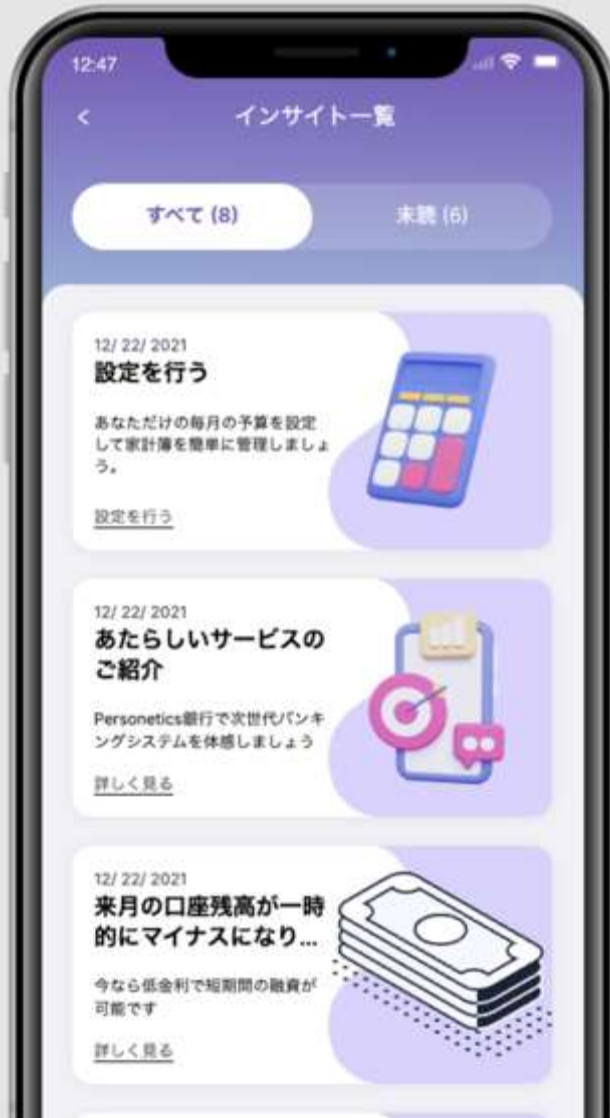 12:47
<
インサイト一覧
すべて (8)
未読 (6)
12/ 22/ 2021
設定を行う
あなただけの毎月の予算を設定
して家計簿を簡単に管理しましょ
う。
設定を行う
12/ 22/ 2021
あたらしいサービスの
ご紹介
Personetics銀行で次世代バンキ
ングシステムを体感しましょう
詳しく見る
12/ 22/ 2021
来月の口座残高が一時
的にマイナスになり...
今なら低金利で短期間の融資が
可能です
詳しく見る